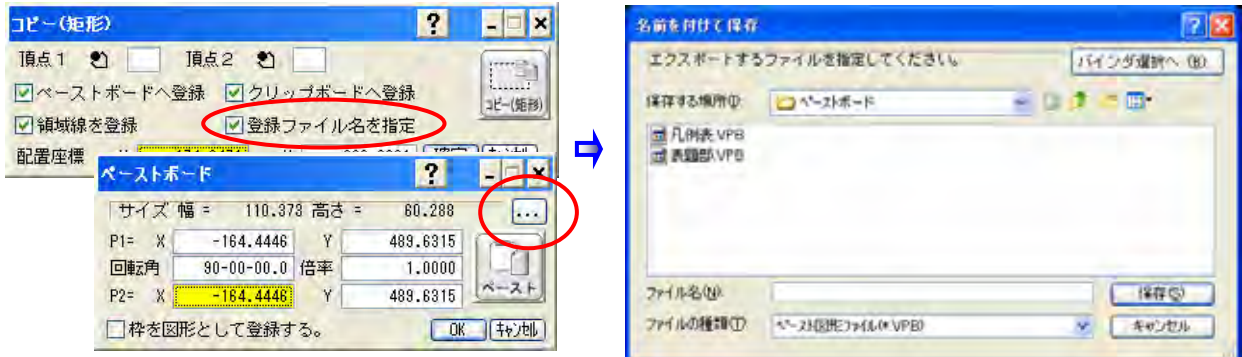 コピー(矩形)
?
頂点1
頂点2
ペーストボードへ登録
クリップボードへ登録
領域線を登録
登録ファイル名を指定
コピー(矩形)
配置座標
ペーストボード
?
サイズ 幅 = 110.373 高さ = 60.288
...
P1= X -164.4446 Y 489.6315
回転角 90-00-00.0 倍率 1.0000
P2= X -164.4446 Y 489.6315
ペースト
枠を図形として登録する。
OK
キャンセル
名前を付けて保存
?
エクスポートするファイルを指定してください。
バインダ選択へ (B)
保存する場所(I):
ペーストボード
凡例表.VPB
表題部.VPB
ファイル名(N):
保存(S)
ファイルの種類(T):
ペースト図形ファイル(*.VPB)
キャンセル